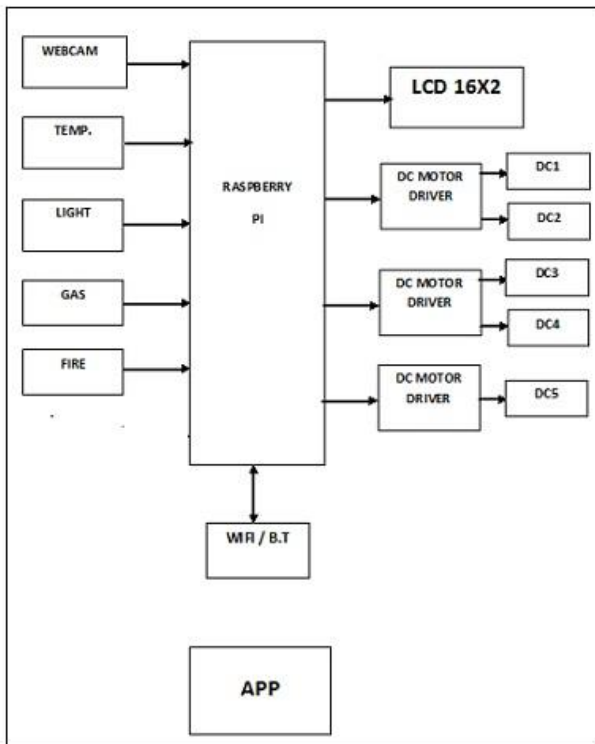 WEBCAM
TEMP.
LIGHT
GAS
FIRE
RASPBERRY
PI
LCD 16X2
DC MOTOR
DRIVER
DC1
DC2
DC MOTOR
DRIVER
DC3
DC4
DC MOTOR
DRIVER
DC5
WIFI / B.T
APP